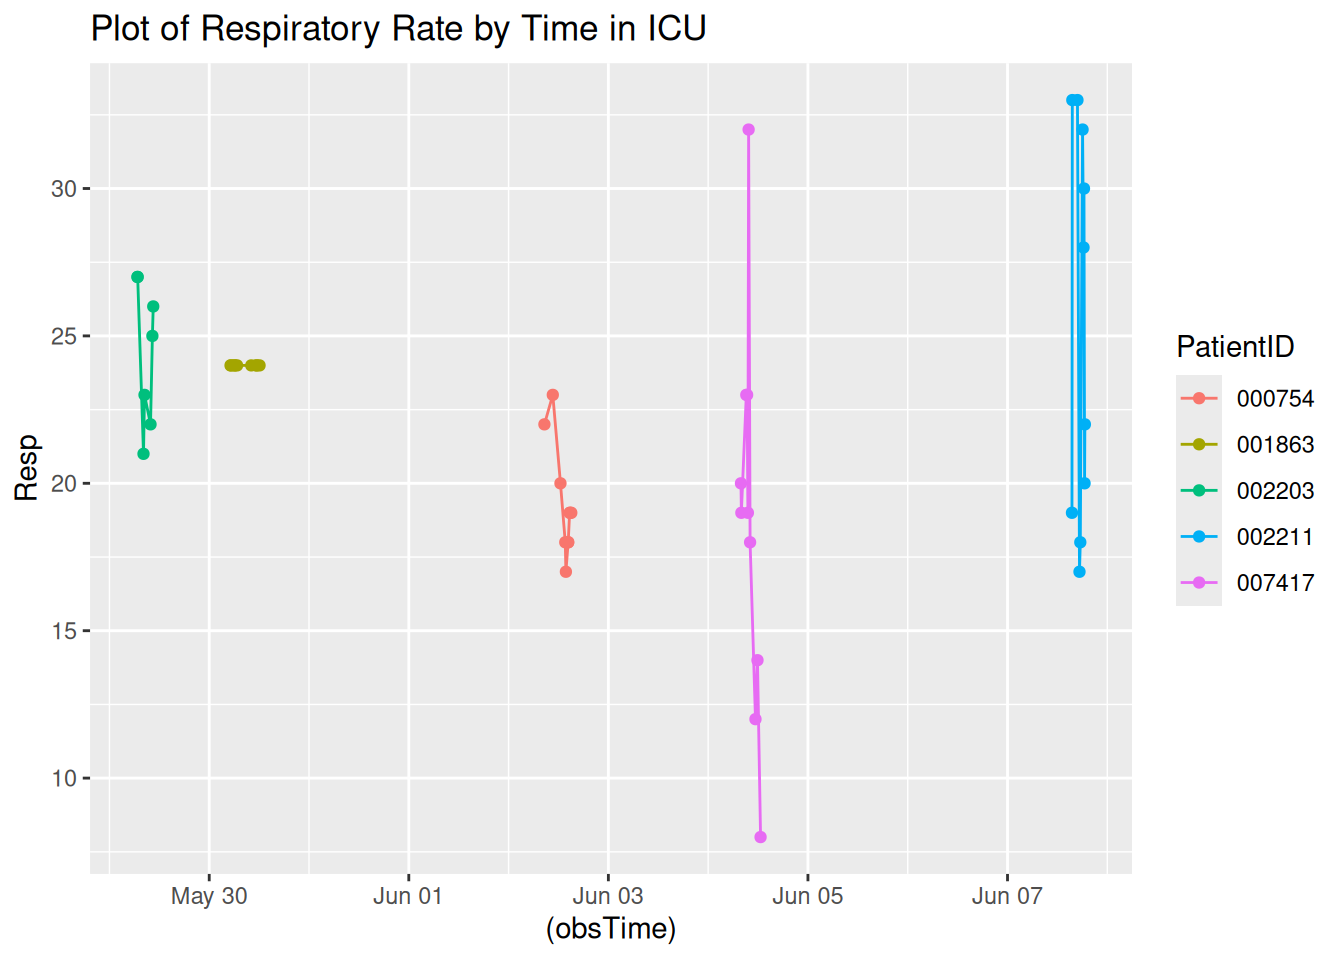 Plot of Respiratory Rate by Time in ICU
Resp
30
25
20
15
10
May 30
Jun 01
Jun 03
Jun 05
Jun 07
(obsTime)
PatientID
000754
001863
002203
002211
007417